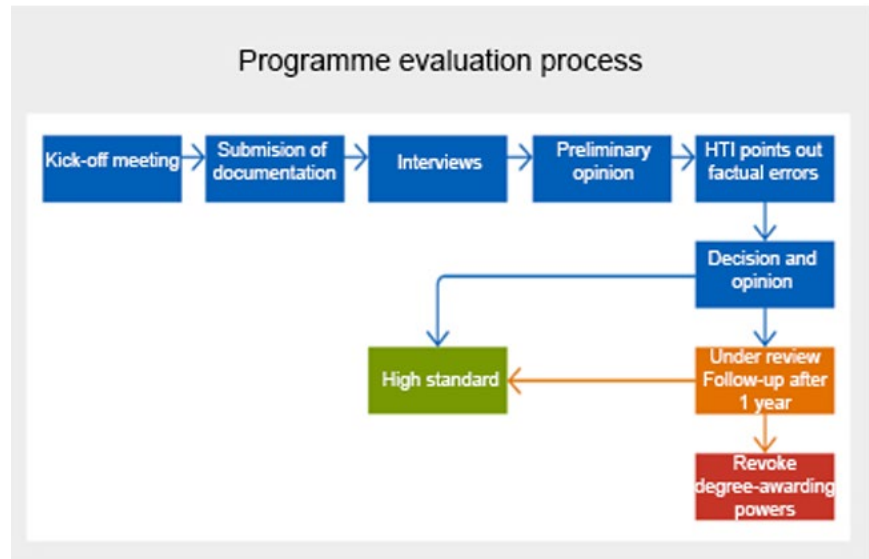 Programme evaluation process
Kick-off meeting
Submision of
documentation
Interviews
Preliminary
opinion
HTI points out
factual errors
Decision and
opinion
High standard
Under review
Follow-up after
1 year
Revoke
degree-awarding
powers